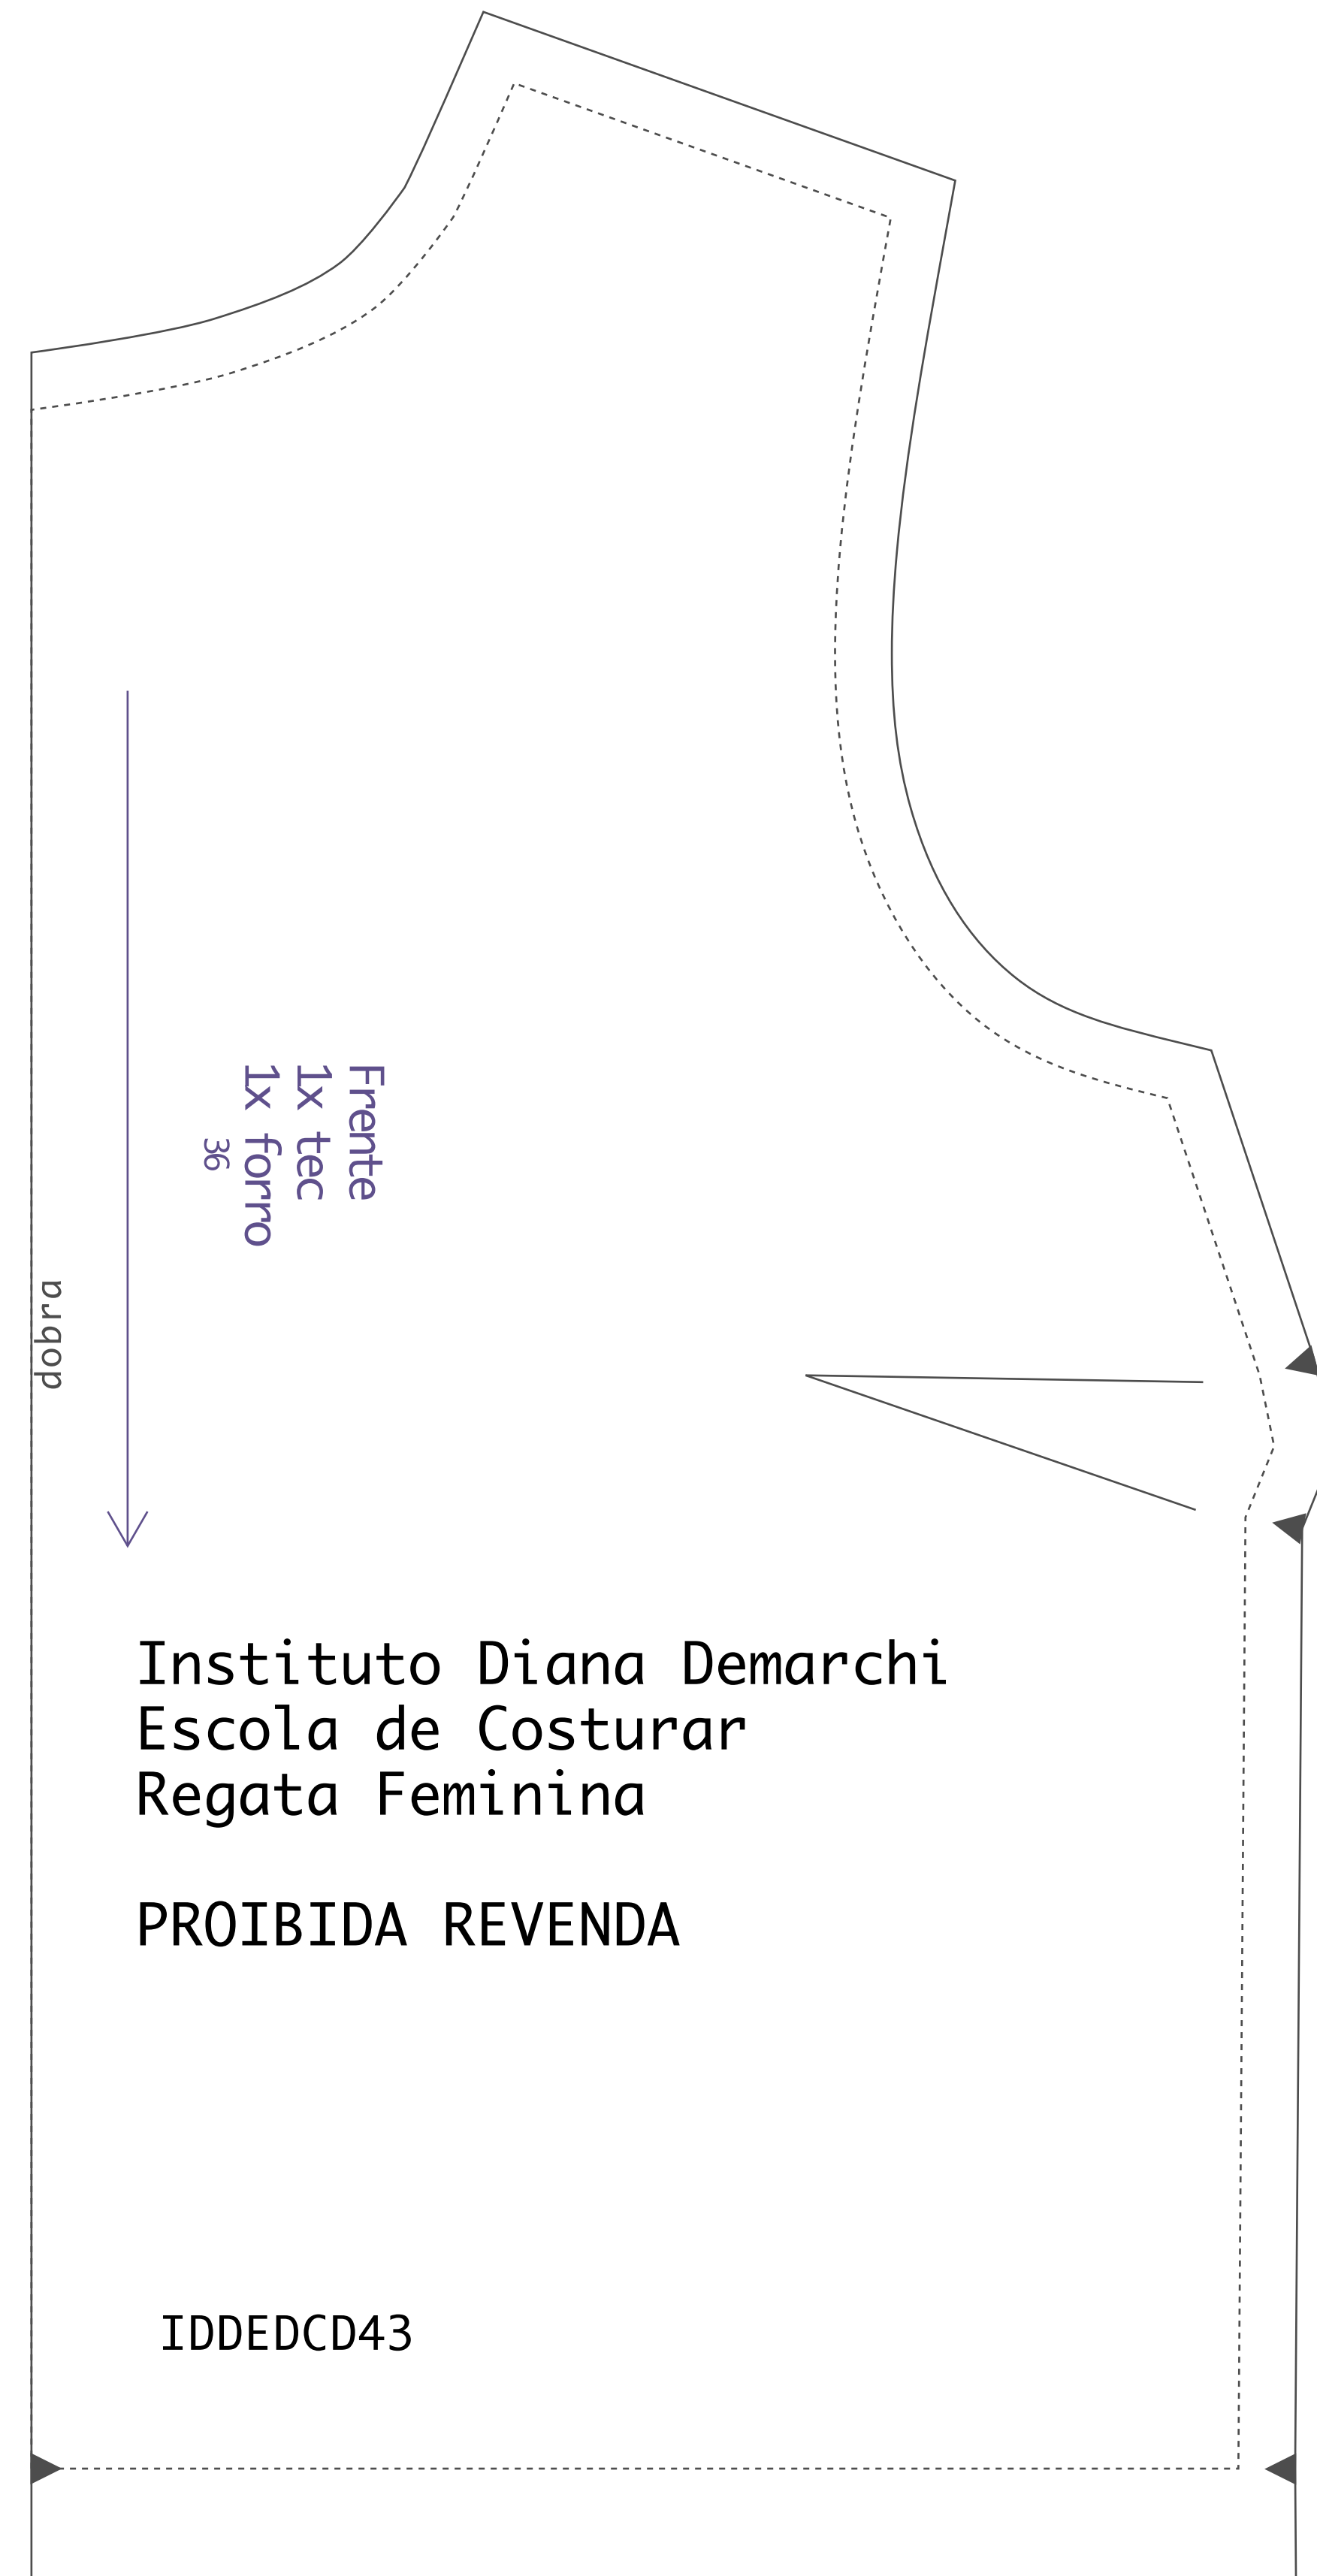 Frente
1x tec
1x forro
36
dobra
Instituto Diana Demarchi
Escola de Costurar
Regata Feminina
PROIBIDA REVENDA
IDDEDCD43